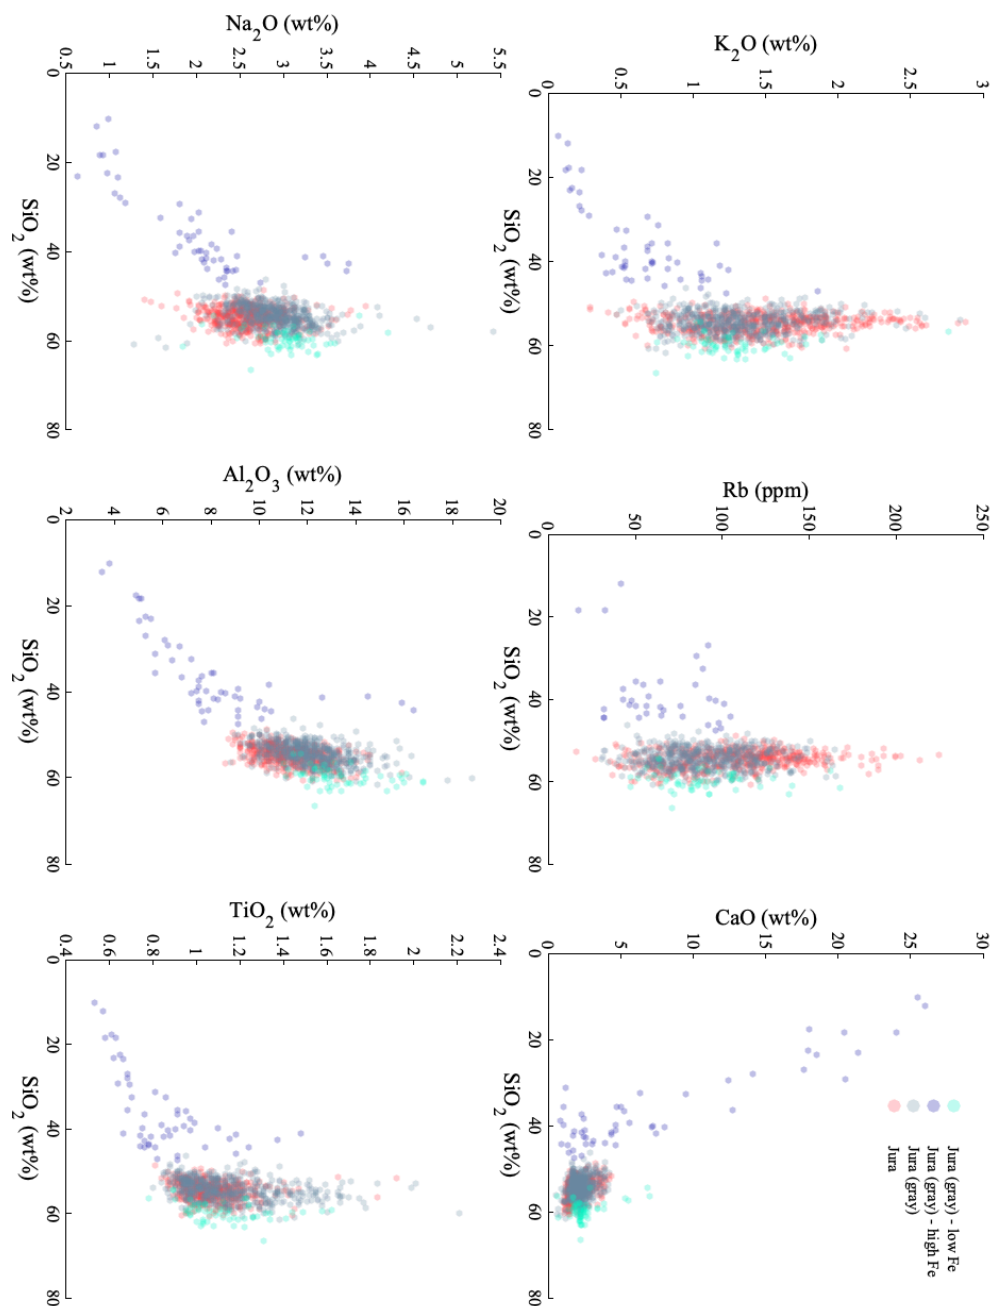 Na₂O (wt%)
0.5 1 1.5 2 2.5 3 3.5 4 4.5 5 5.5
0 20 40 60 80
SiO₂ (wt%)
K₂O (wt%)
0.5 1 1.5 2 2.5 3
0 20 40 60 80
SiO₂ (wt%)
Al₂O₃ (wt%)
2 4 6 8 10 12 14 16 18 20
0 20 40 60 80
SiO₂ (wt%)
Rb (ppm)
50 100 150 200 250
0 20 40 60 80
SiO₂ (wt%)
TiO₂ (wt%)
0.4 0.6 0.8 1 1.2 1.4 1.6 1.8 2 2.2 2.4
0 20 40 60 80
SiO₂ (wt%)
CaO (wt%)
0 5 10 15 20 25 30
0 20 40 60 80
SiO₂ (wt%)
Jura (gray) - low Fe
Jura (gray) - high Fe
Jura (gray)
Jura